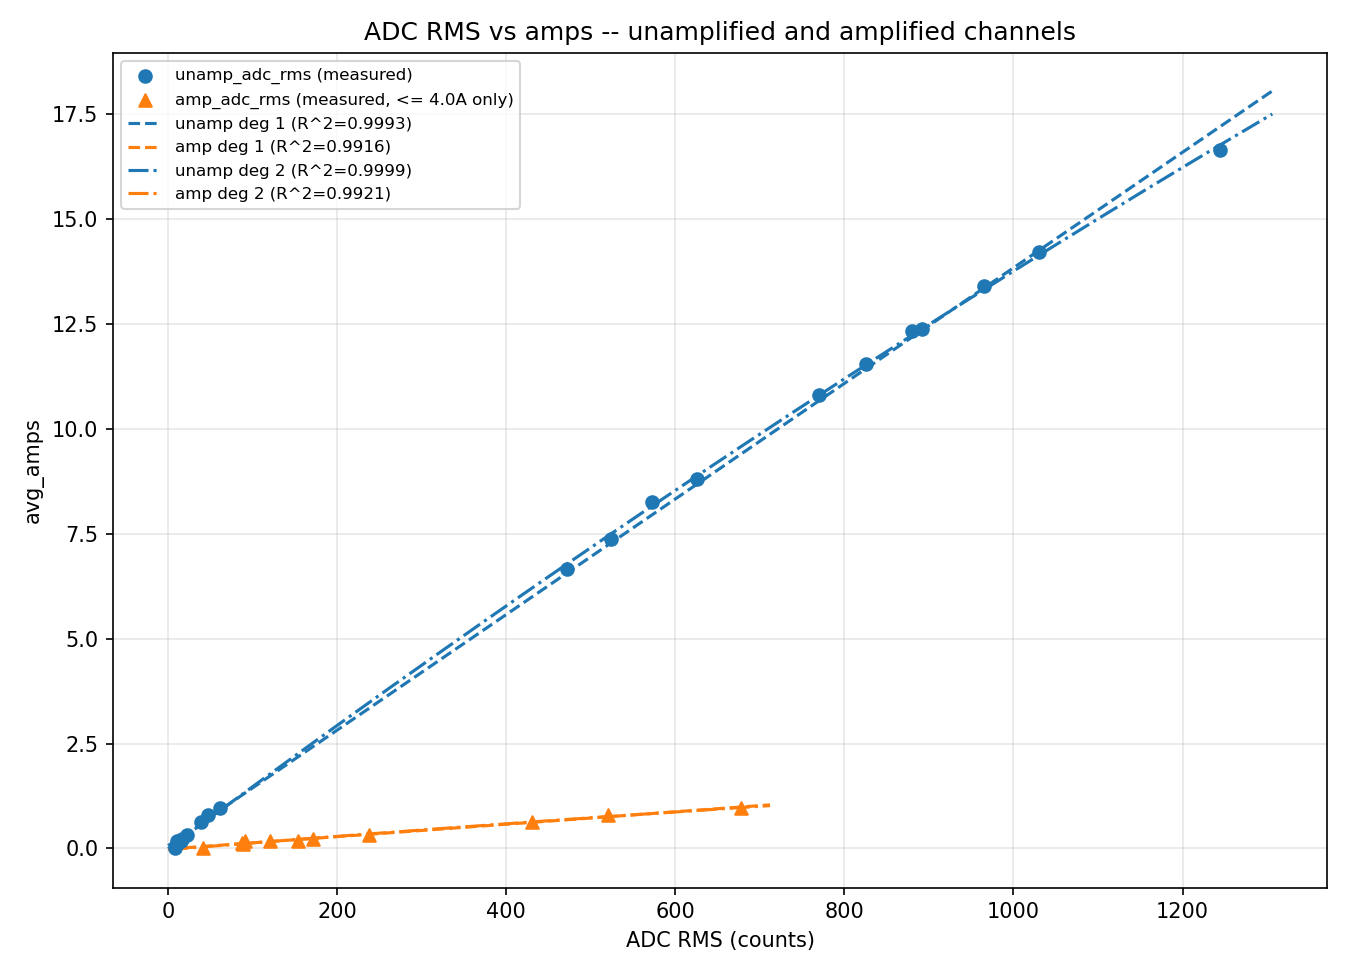 ADC RMS vs amps -- unamplified and amplified channels
unamp_adc_rms (measured)
amp_adc_rms (measured, <= 4.0A only)
unamp deg 1 (R^2=0.9993)
amp deg 1 (R^2=0.9916)
unamp deg 2 (R^2=0.9999)
amp deg 2 (R^2=0.9921)
17.5
15.0
12.5
10.0
7.5
5.0
2.5
0.0
avg_amps
0 200 400 600 800 1000 1200
ADC RMS (counts)